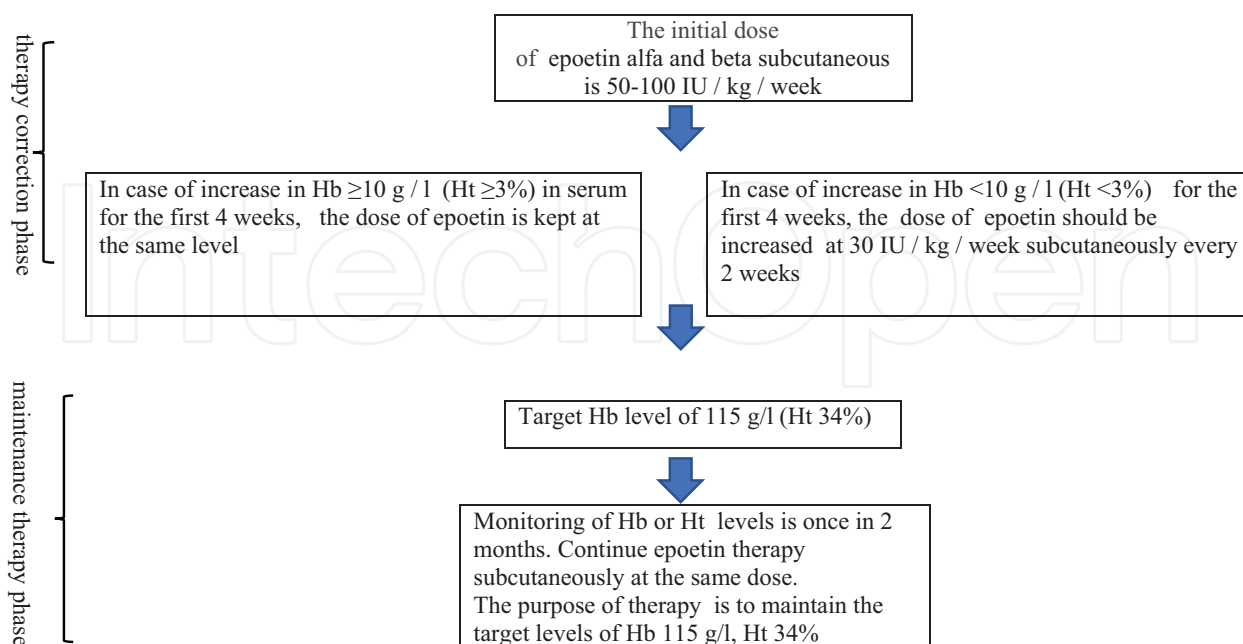 therapy correction phase
The initial dose
of epoetin alfa and beta subcutaneous
is 50-100 IU / kg / week
In case of increase in Hb ≥10 g / l (Ht ≥3%) in serum
for the first 4 weeks, the dose of epoetin is kept at
the same level
In case of increase in Hb <10 g / l (Ht <3%) for the
first 4 weeks, the dose of epoetin should be
increased at 30 IU / kg / week subcutaneously every
2 weeks
IntechOpen
maintenance therapy phase
Target Hb level of 115 g/l (Ht 34%)
Monitoring of Hb or Ht levels is once in 2
months. Continue epoetin therapy
subcutaneously at the same dose.
The purpose of therapy is to maintain the
target levels of Hb 115 g/l, Ht 34%